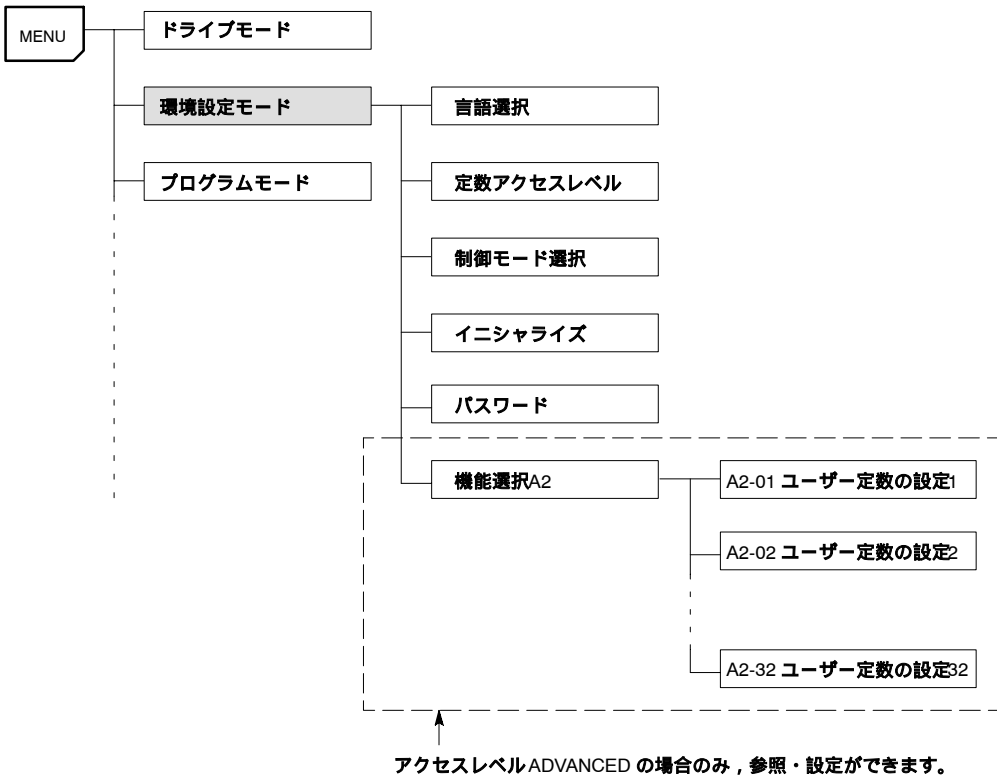 MENU
ドライブモード
環境設定モード
言語選択
プログラムモード
定数アクセスレベル
制御モード選択
イニシャライズ
パスワード
機能選択A2
A2-01 ユーザー定数の設定1
A2-02 ユーザー定数の設定2
A2-32 ユーザー定数の設定32
アクセスレベルADVANCED の場合のみ，参照・設定ができます。